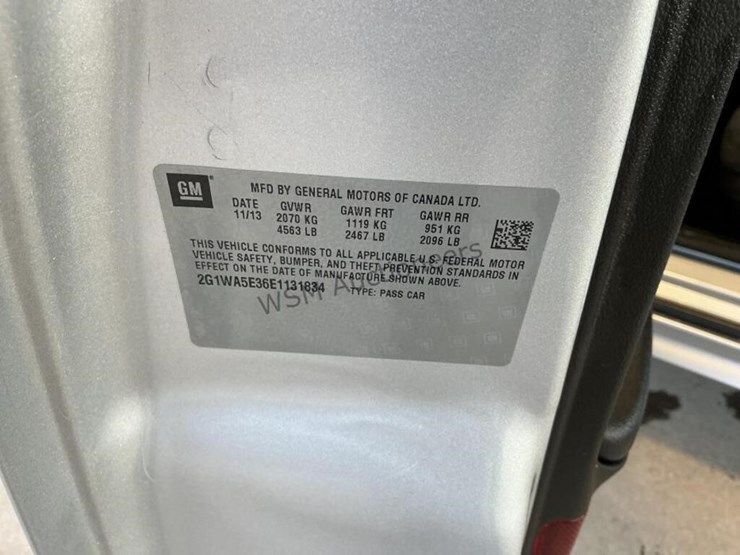 GM
MFD BY GENERAL MOTORS OF CANADA LTD.
DATE GVWR GAWR FRT GAWR RR
11/13 2070 KG 1119 KG 951 KG
4563 LB 2467 LB 2096 LB
THIS VEHICLE CONFORMS TO ALL APPLICABLE U.S. FEDERAL MOTOR
VEHICLE SAFETY, BUMPER, AND THEFT PREVENTION STANDARDS IN
EFFECT ON THE DATE OF MANUFACTURE SHOWN ABOVE.
2G1WA5E36E1131834 TYPE: PASS CAR
WSM Auctioneers